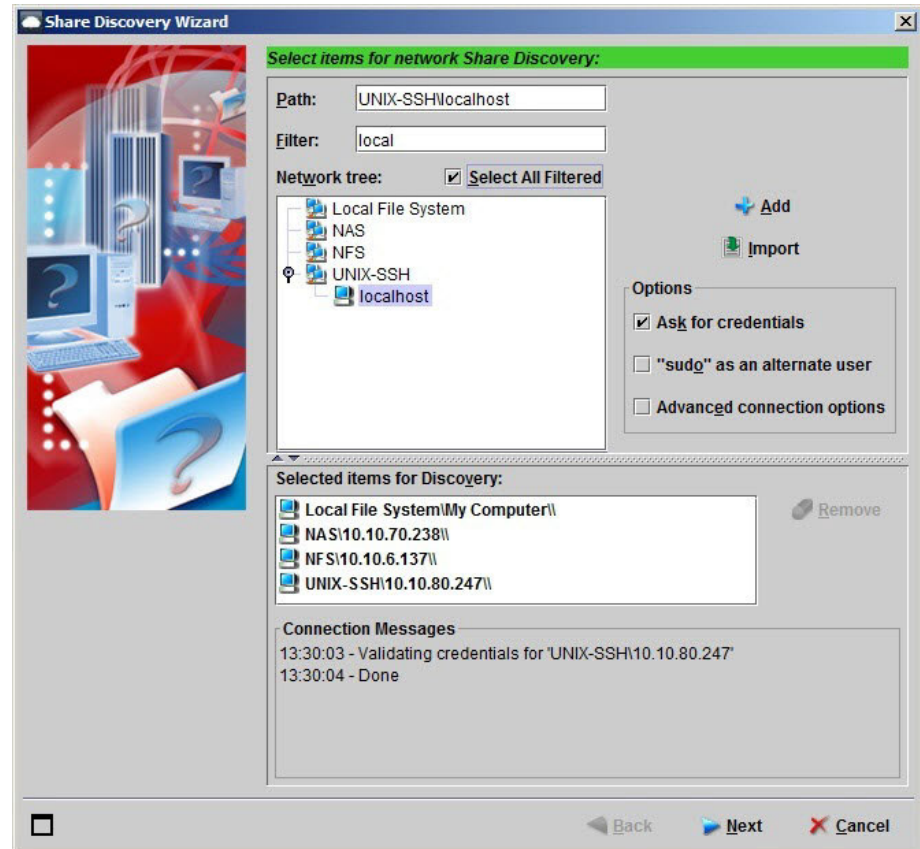 Share Discovery Wizard
Select items for network Share Discovery:
Path: UNIX-SSH\localhost
Filter: local
Network tree: Select All Filtered
Local File System
NAS
NFS
UNIX-SSH
localhost
Add
Import
Options
Ask for credentials
"sudo" as an alternate user
Advanced connection options
Selected items for Discovery:
Local File System\My Computer\\
NAS\10.10.70.238\\
NFS\10.10.6.137\\
UNIX-SSH\10.10.80.247\\
Remove
Connection Messages
13:30:03 - Validating credentials for 'UNIX-SSH\10.10.80.247'
13:30:04 - Done
Back Next Cancel